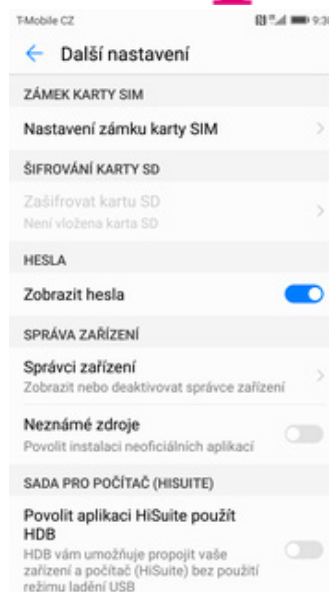 T-Mobile CZ 9:38
Další nastavení
ZÁMEK KARTY SIM
Nastavení zámku karty SIM
ŠIFROVÁNÍ KARTY SD
Zašifrovat kartu SD
Není vložena karta SD
HESLA
Zobrazit hesla
SPRÁVA ZAŘÍZENÍ
Správci zařízení
Zobrazit nebo deaktivovat správce zařízení
Neznámé zdroje
Povolit instalaci neoficiálních aplikací
SADA PRO POČÍTAČ (HISUITE)
Povolit aplikaci HiSuite použít
HDB
HDB vám umožňuje propojit vaše
zařízení a počítač (HiSuite) bez použití
režimu ladění USB